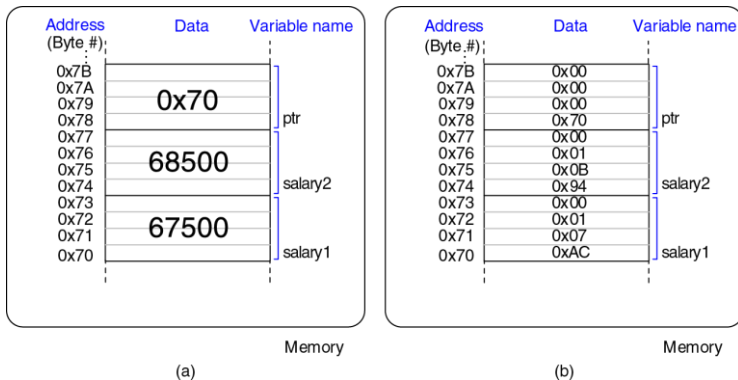 Address Data Variable name
(Byte #)
0x7B
0x7A
0x79
0x78
0x70
ptr
0x77
0x76
0x75
0x74
68500
salary2
0x73
0x72
0x71
0x70
67500
salary1
Memory
(a)
Address Data Variable name
(Byte #)
0x7B 0x00
0x7A 0x00
0x79 0x00
0x78 0x70 ptr
0x77 0x00
0x76 0x01
0x75 0x0B
0x74 0x94 salary2
0x73 0x00
0x72 0x01
0x71 0x07
0x70 0xAC salary1
Memory
(b)